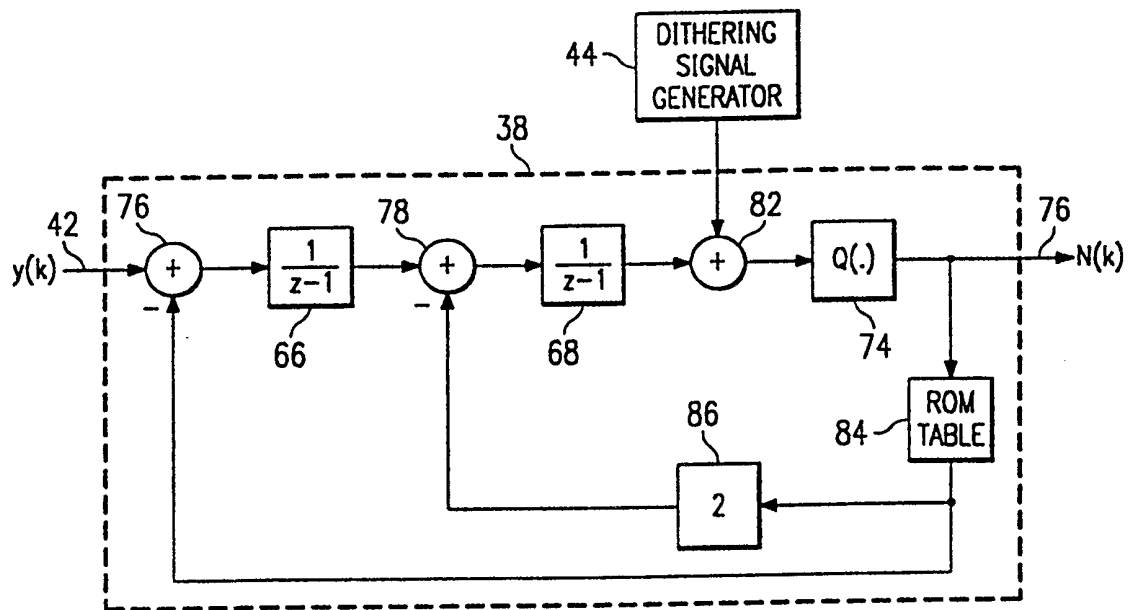 DITHERING
SIGNAL
GENERATOR
44
38
42
y(k)
76
+
−
1
z−1
66
78
+
−
1
z−1
68
+
82
Q(.)
74
76
N(k)
ROM
TABLE
84
86
2